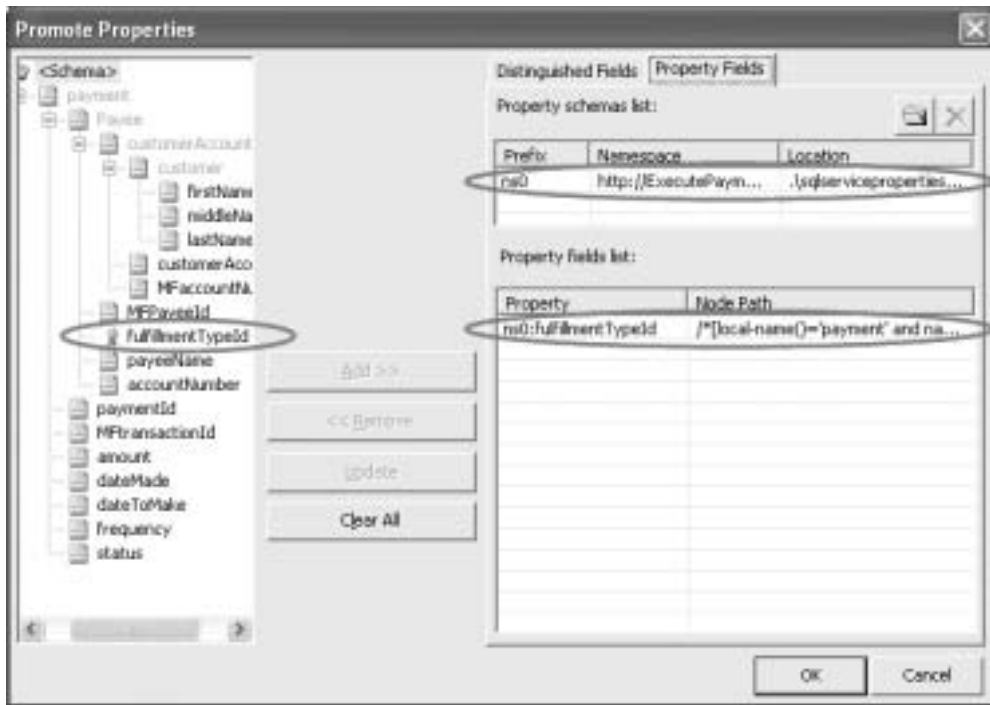 Promote Properties
<Schema>
payment
Payee
customerAccount
customer
firstName
middleNa
lastName
customerAcco
MFaccountNu
MFPayeeId
fulfillmentTypeId
payeeName
accountNumber
paymentId
MFtransactionId
amount
dateMade
dateToMake
frequency
status
Add >>
<< Remove
Update
Clear All
Distinguished Fields Property Fields
Property schemas list:
Prefix Namespace Location
ns0 http://IExecutePaym... .\sqlserviceproperties...
Property fields list:
Property Node Path
ns0:fulfillmentTypeId /*[local-name()='payment' and na...
OK Cancel